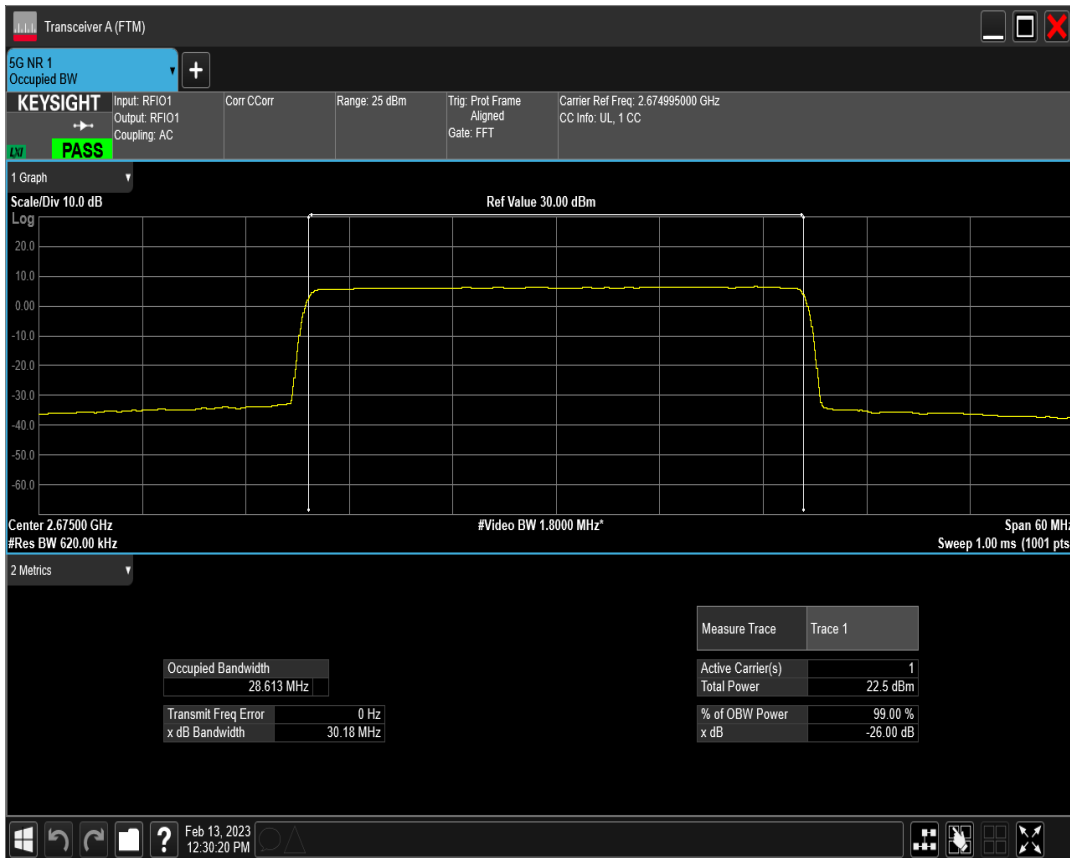 Transceiver A (FTM)
5G NR 1
Occupied BW
+
KEYSIGHT
LXI
PASS
Input: RFIO1
Output: RFIO1
Coupling: AC
Corr CCorr
Range: 25 dBm
Trig: Prot Frame
Aligned
Gate: FFT
Carrier Ref Freq: 2.674995000 GHz
CC Info: UL, 1 CC
1 Graph
Scale/Div 10.0 dB
Ref Value 30.00 dBm
Log
20.0
10.0
0.00
-10.0
-20.0
-30.0
-40.0
-50.0
-60.0
Center 2.67500 GHz
#Video BW 1.8000 MHz*
Span 60 MHz
#Res BW 620.00 kHz
Sweep 1.00 ms (1001 pts
2 Metrics
Measure Trace
Trace 1
Occupied Bandwidth
28.613 MHz
Active Carrier(s) 1
Total Power 22.5 dBm
Transmit Freq Error 0 Hz
x dB Bandwidth 30.18 MHz
% of OBW Power 99.00 %
x dB -26.00 dB
?
Feb 13, 2023
12:30:20 PM